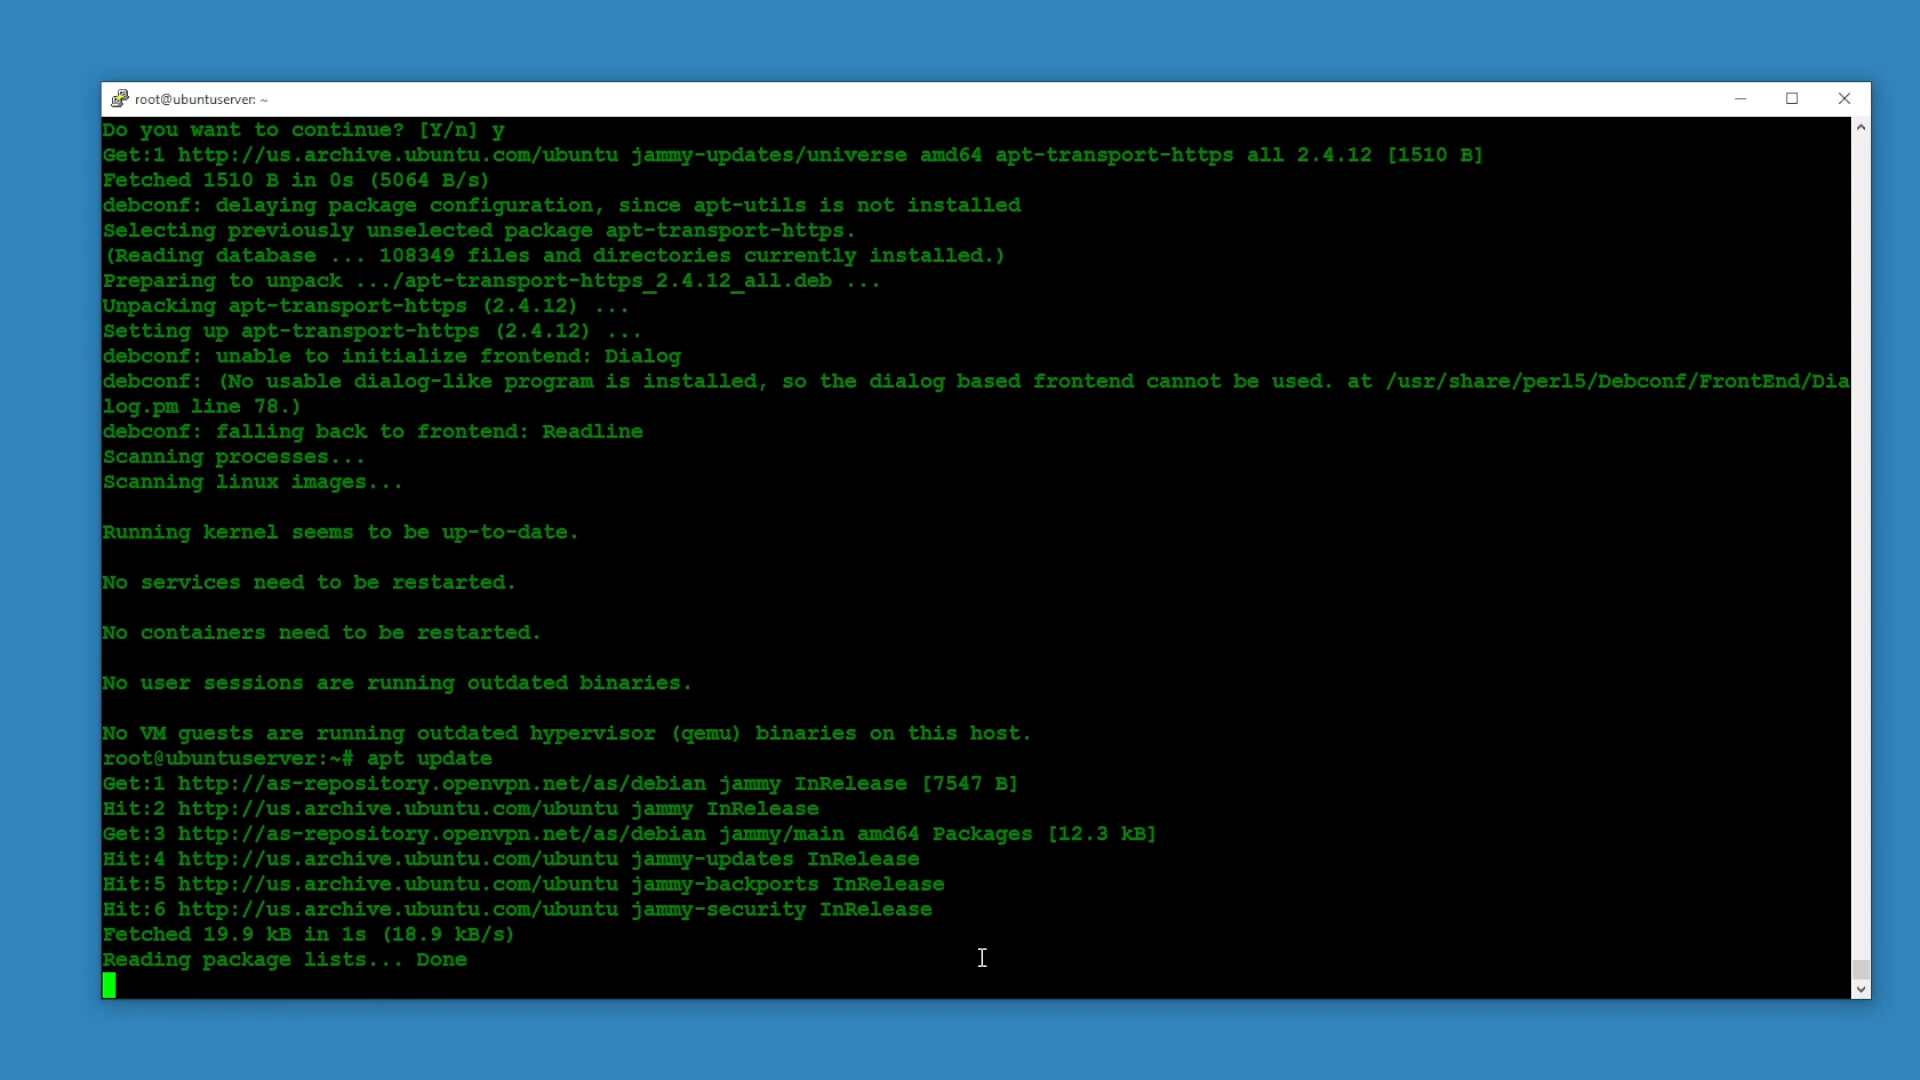 root@ubuntuserver: ~
Do you want to continue? [Y/n] y
Get:1 http://us.archive.ubuntu.com/ubuntu jammy-updates/universe amd64 apt-transport-https all 2.4.12 [1510 B]
Fetched 1510 B in 0s (5064 B/s)
debconf: delaying package configuration, since apt-utils is not installed
Selecting previously unselected package apt-transport-https.
(Reading database ... 108349 files and directories currently installed.)
Preparing to unpack .../apt-transport-https_2.4.12_all.deb ...
Unpacking apt-transport-https (2.4.12) ...
Setting up apt-transport-https (2.4.12) ...
debconf: unable to initialize frontend: Dialog
debconf: (No usable dialog-like program is installed, so the dialog based frontend cannot be used. at /usr/share/perl5/Debconf/FrontEnd/Dia
log.pm line 78.)
debconf: falling back to frontend: Readline
Scanning processes...
Scanning linux images...
Running kernel seems to be up-to-date.
No services need to be restarted.
No containers need to be restarted.
No user sessions are running outdated binaries.
No VM guests are running outdated hypervisor (qemu) binaries on this host.
root@ubuntuserver:~# apt update
Get:1 http://as-repository.openvpn.net/as/debian jammy InRelease [7547 B]
Hit:2 http://us.archive.ubuntu.com/ubuntu jammy InRelease
Get:3 http://as-repository.openvpn.net/as/debian jammy/main amd64 Packages [12.3 kB]
Hit:4 http://us.archive.ubuntu.com/ubuntu jammy-updates InRelease
Hit:5 http://us.archive.ubuntu.com/ubuntu jammy-backports InRelease
Hit:6 http://us.archive.ubuntu.com/ubuntu jammy-security InRelease
Fetched 19.9 kB in 1s (18.9 kB/s)
Reading package lists... Done